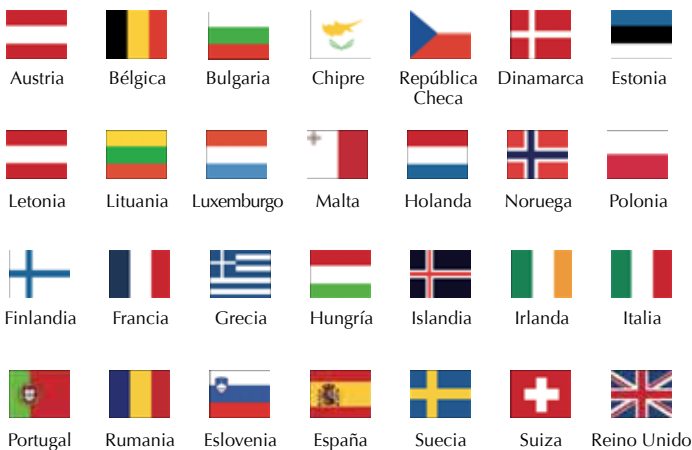 Austria Bélgica Bulgaria Chipre República Dinamarca Estonia
Checa
Letonia Lituania Luxemburgo Malta Holanda Noruega Polonia
Finlandia Francia Grecia Hungría Islandia Irlanda Italia
Portugal Rumania Eslovenia España Suecia Suiza Reino Unido